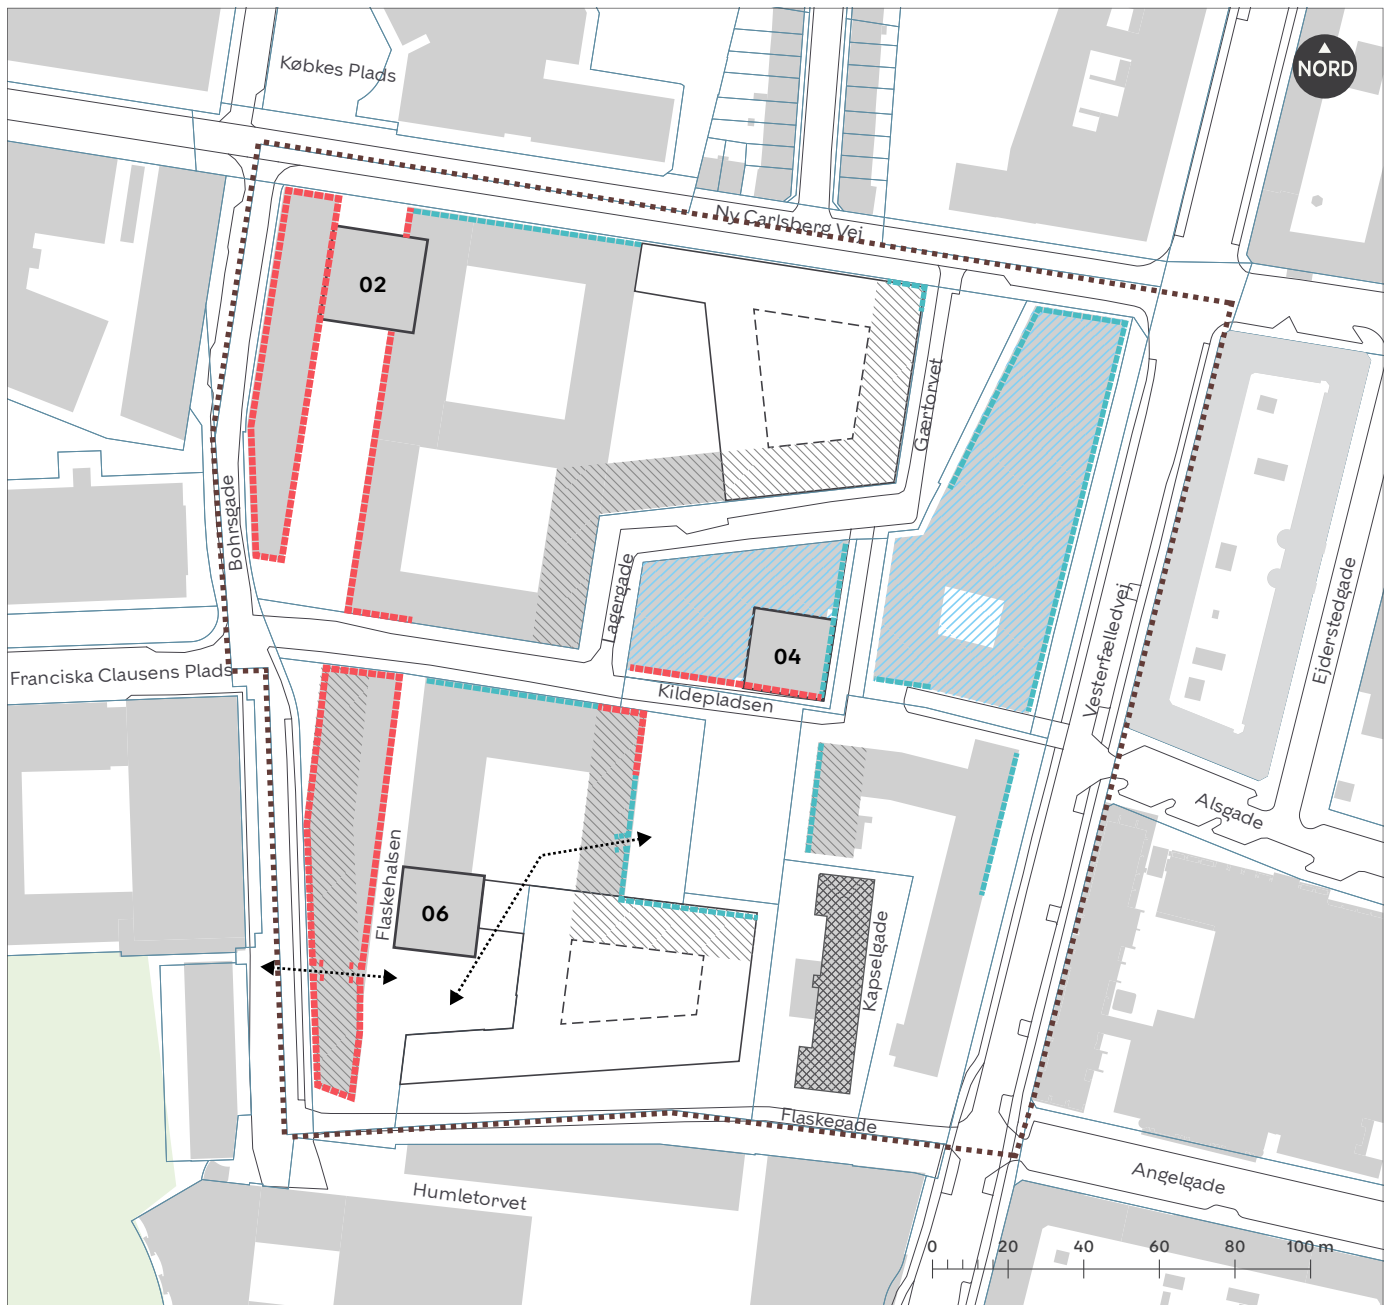 Købkes Plads
NORD
Ny Carlsberg Vej
02
Gærtorvet
Bohrsgade
Lagergade
04
Vesterfælledvej
Ejderstedgade
Franciska Clausens Plads
Kildepladsen
Alsgade
Flaskehalsen
06
Kapselgade
Flaskegade
Humletorvet
Angelgade
0 20 40 60 80 100 m